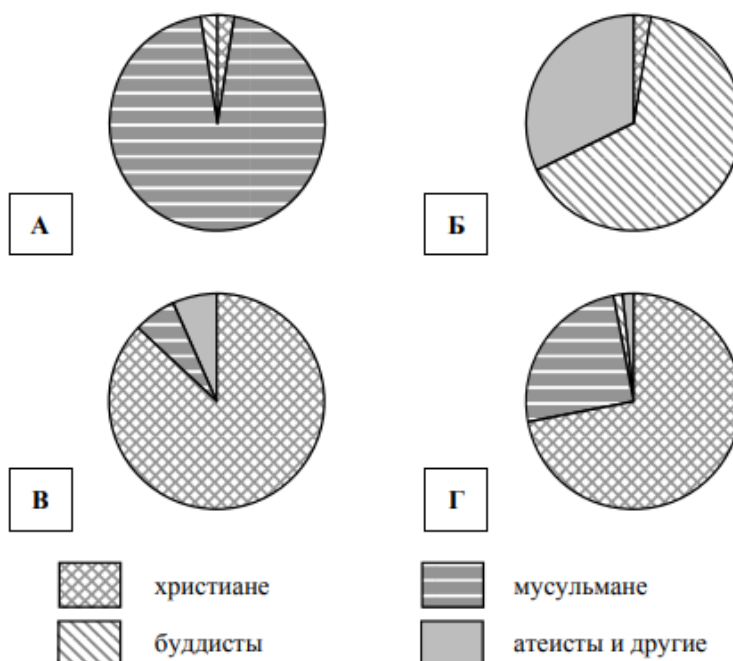 А
Б
В
Г
христиане
мусульмане
буддисты
атеисты и другие